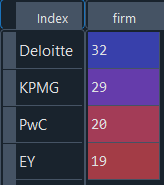 Index firm
Deloitte 32
KPMG 29
PwC 20
EY 19